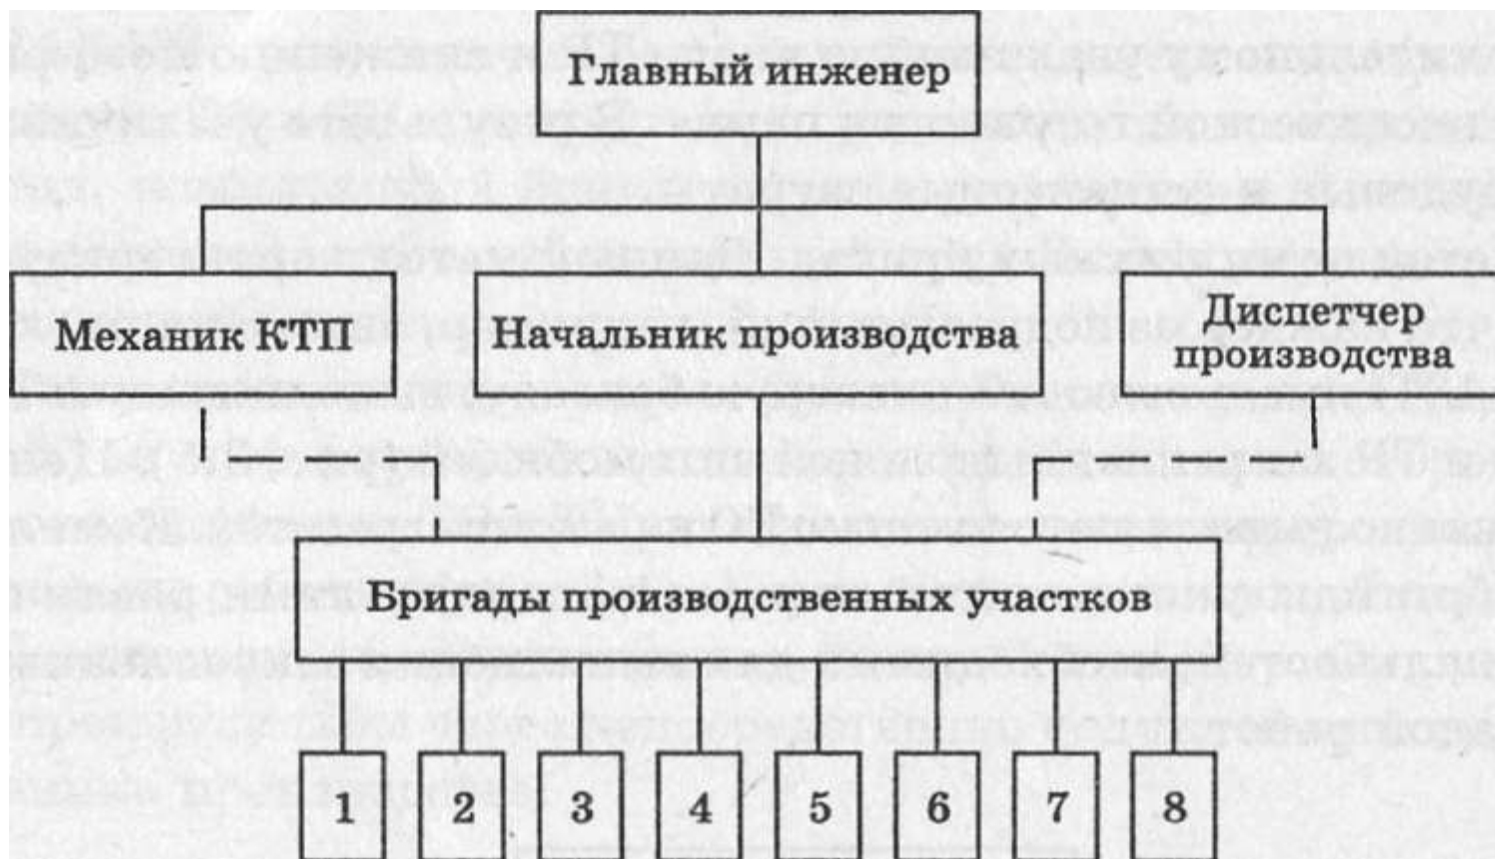 Главный инженер
Механик КТП
Начальник производства
Диспетчер
производства
Бригады производственных участков
1 2 3 4 5 6 7 8